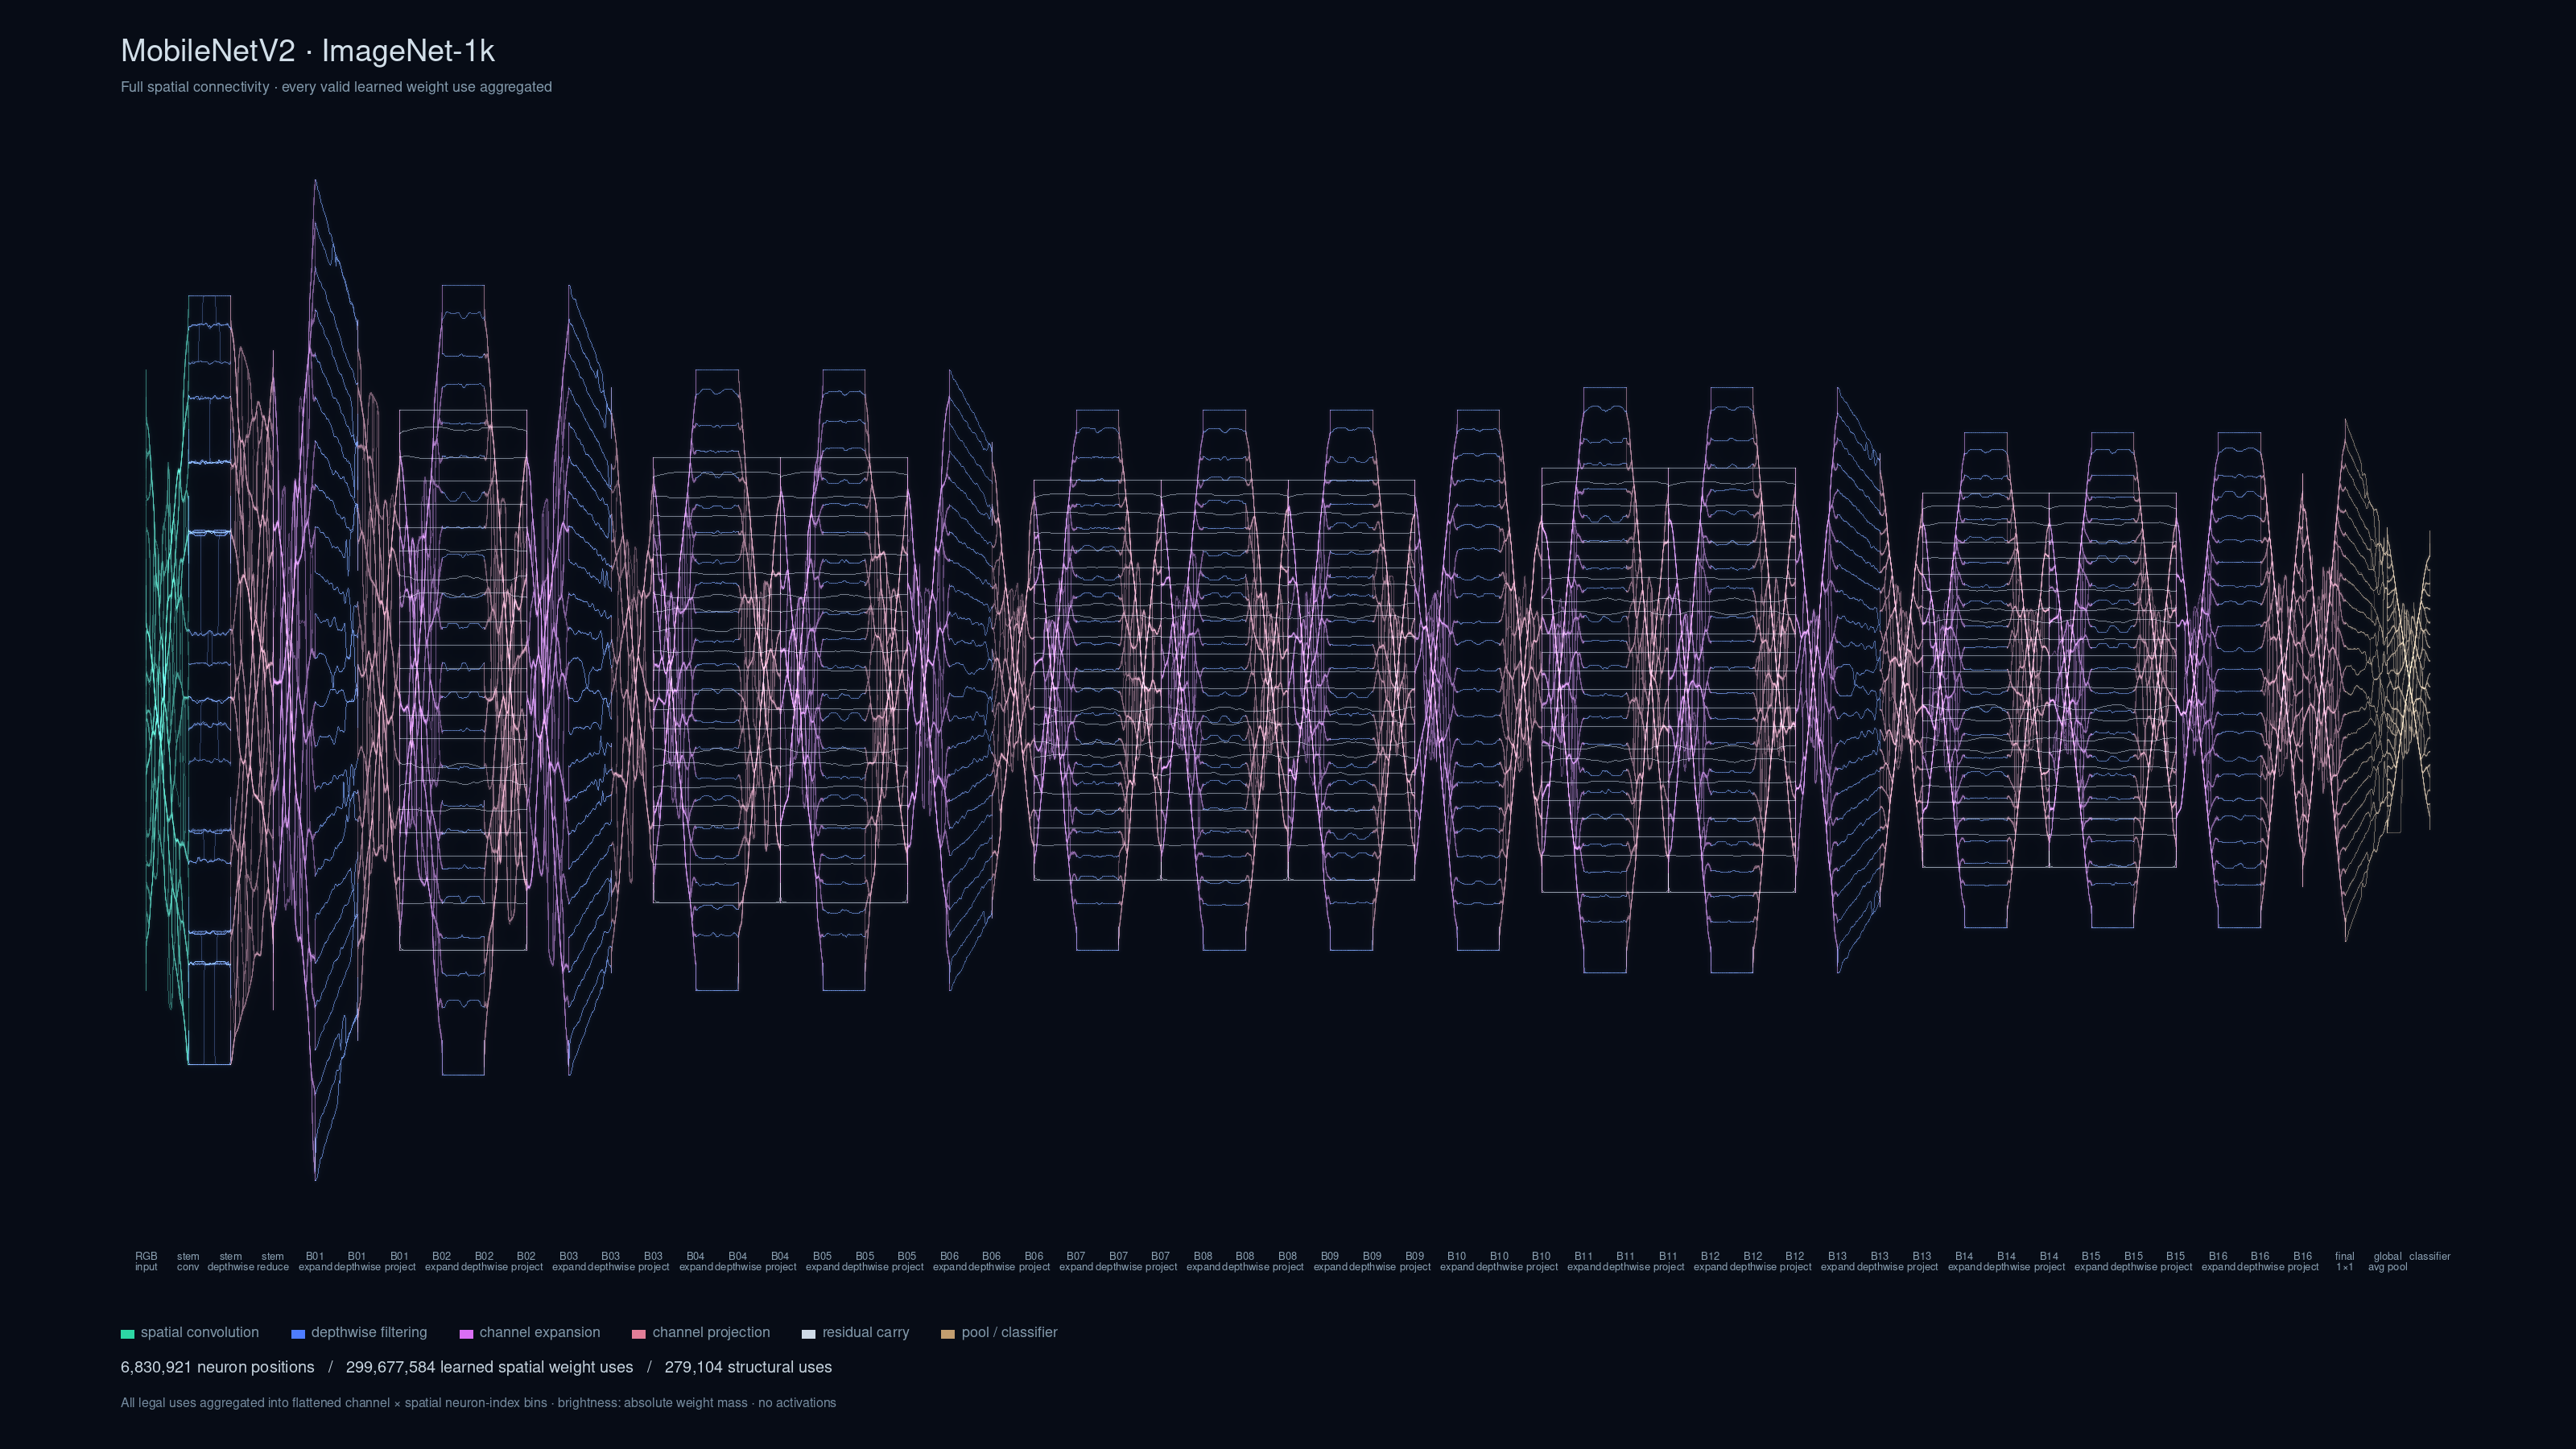 MobileNetV2 · ImageNet-1k
Full spatial connectivity · every valid learned weight use aggregated
RGB stem stem stem B01 B01 B01 B02 B02 B02 B03 B03 B03 B04 B04 B04 B05 B05 B05 B06 B06 B06 B07 B07 B07 B08 B08 B08 B09 B09 B09 B10 B10 B10 B11 B11 B11 B12 B12 B12 B13 B13 B13 B14 B14 B14 B15 B15 B15 B16 B16 B16 final global classifier
input conv depthwise reduce expand depthwise project expand depthwise project expand depthwise project expand depthwise project expand depthwise project expand depthwise project expand depthwise project expand depthwise project expand depthwise project expand depthwise project expand depthwise project expand depthwise project expand depthwise project expand depthwise project expand depthwise project expand depthwise project 1×1 avg pool
spatial convolution depthwise filtering channel expansion channel projection residual carry pool / classifier
6,830,921 neuron positions / 299,677,584 learned spatial weight uses / 279,104 structural uses
All legal uses aggregated into flattened channel × spatial neuron-index bins · brightness: absolute weight mass · no activations